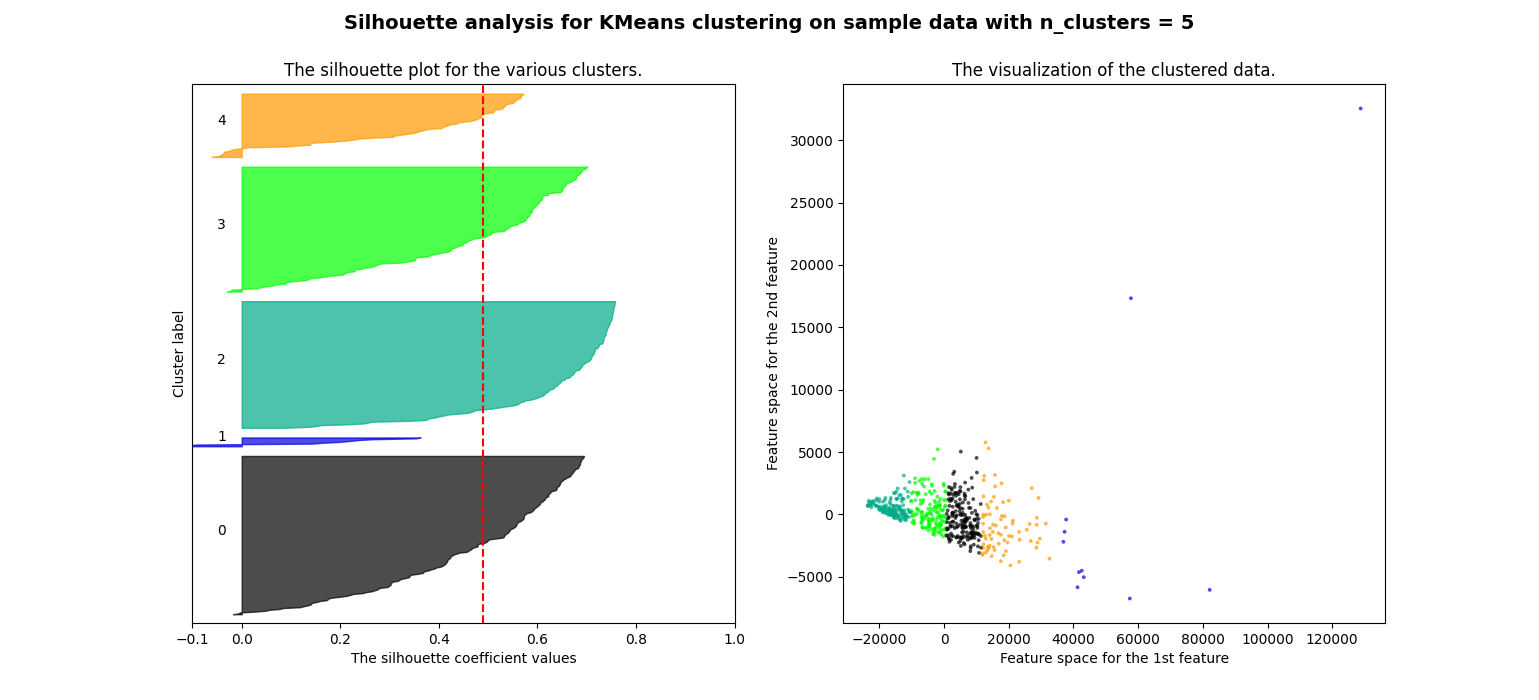 Silhouette analysis for KMeans clustering on sample data with n_clusters = 5
The silhouette plot for the various clusters.
4
3
2
1
0
Cluster label
−0.1 0.0 0.2 0.4 0.6 0.8 1.0
The silhouette coefficient values
The visualization of the clustered data.
30000
25000
20000
15000
10000
5000
0
−5000
Feature space for the 2nd feature
−20000 0 20000 40000 60000 80000 100000 120000
Feature space for the 1st feature